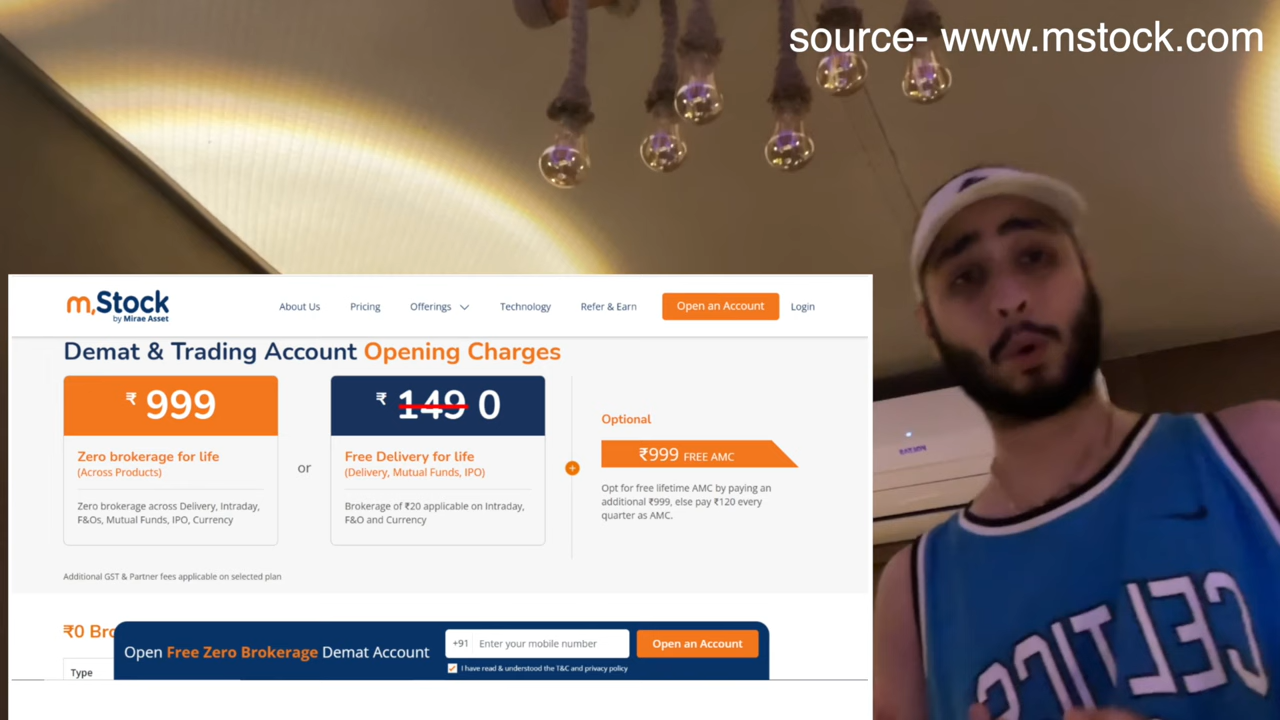 source- www.mstock.com
m.Stock
by Mirae Asset
About Us
Pricing
Offerings
Technology
Refer & Earn
Open an Account
Login
Demat & Trading Account Opening Charges
₹ 999
Zero brokerage for life
(Across Products)
Zero brokerage across Delivery, Intraday,
F&Os, Mutual Funds, IPO, Currency
or
₹ 149 0
Free Delivery for life
(Delivery, Mutual Funds, IPO)
Brokerage of ₹20 applicable on Intraday,
F&O and Currency
+
Optional
₹999 FREE AMC
Opt for free lifetime AMC by paying an
additional ₹999, else pay ₹120 every
quarter as AMC.
Additional GST & Partner fees applicable on selected plan
₹0 Bro
Type
Open Free Zero Brokerage Demat Account
+91 Enter your mobile number
Open an Account
I have read & understood the T&C and privacy policy
CELTICS